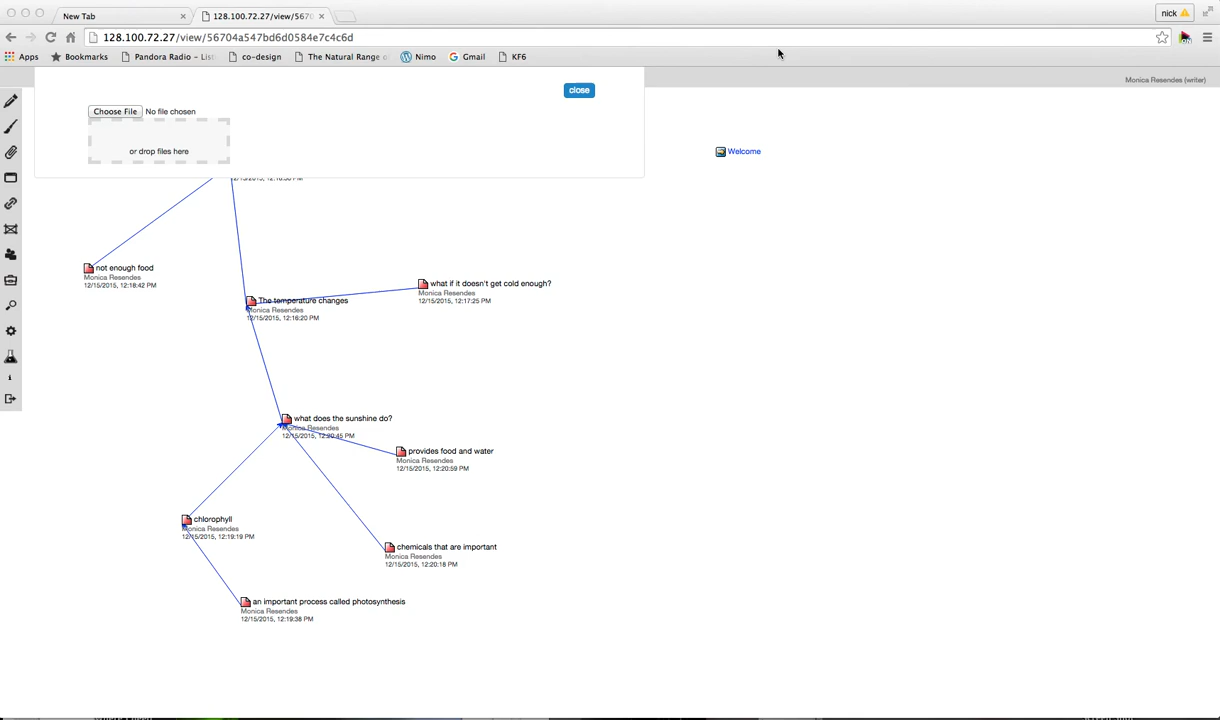 New Tab
128.100.72.27/view/5670
nick
128.100.72.27/view/56704a547bd6d0584e7c4c6d
Apps Bookmarks Pandora Radio - List co-design The Natural Range o Nimo Gmail KF6
Monica Resendes (writer)
close
Choose File No file chosen
or drop files here
Welcome
not enough food
Monica Resendes
12/15/2015, 12:18:42 PM
what if it doesn't get cold enough?
Monica Resendes
12/15/2015, 12:17:25 PM
The temperature changes
Monica Resendes
12/15/2015, 12:16:20 PM
what does the sunshine do?
Monica Resendes
12/15/2015, 12:20:45 PM
provides food and water
Monica Resendes
12/15/2015, 12:20:59 PM
chlorophyll
Monica Resendes
12/15/2015, 12:19:19 PM
chemicals that are important
Monica Resendes
12/15/2015, 12:20:18 PM
an important process called photosynthesis
Monica Resendes
12/15/2015, 12:19:38 PM